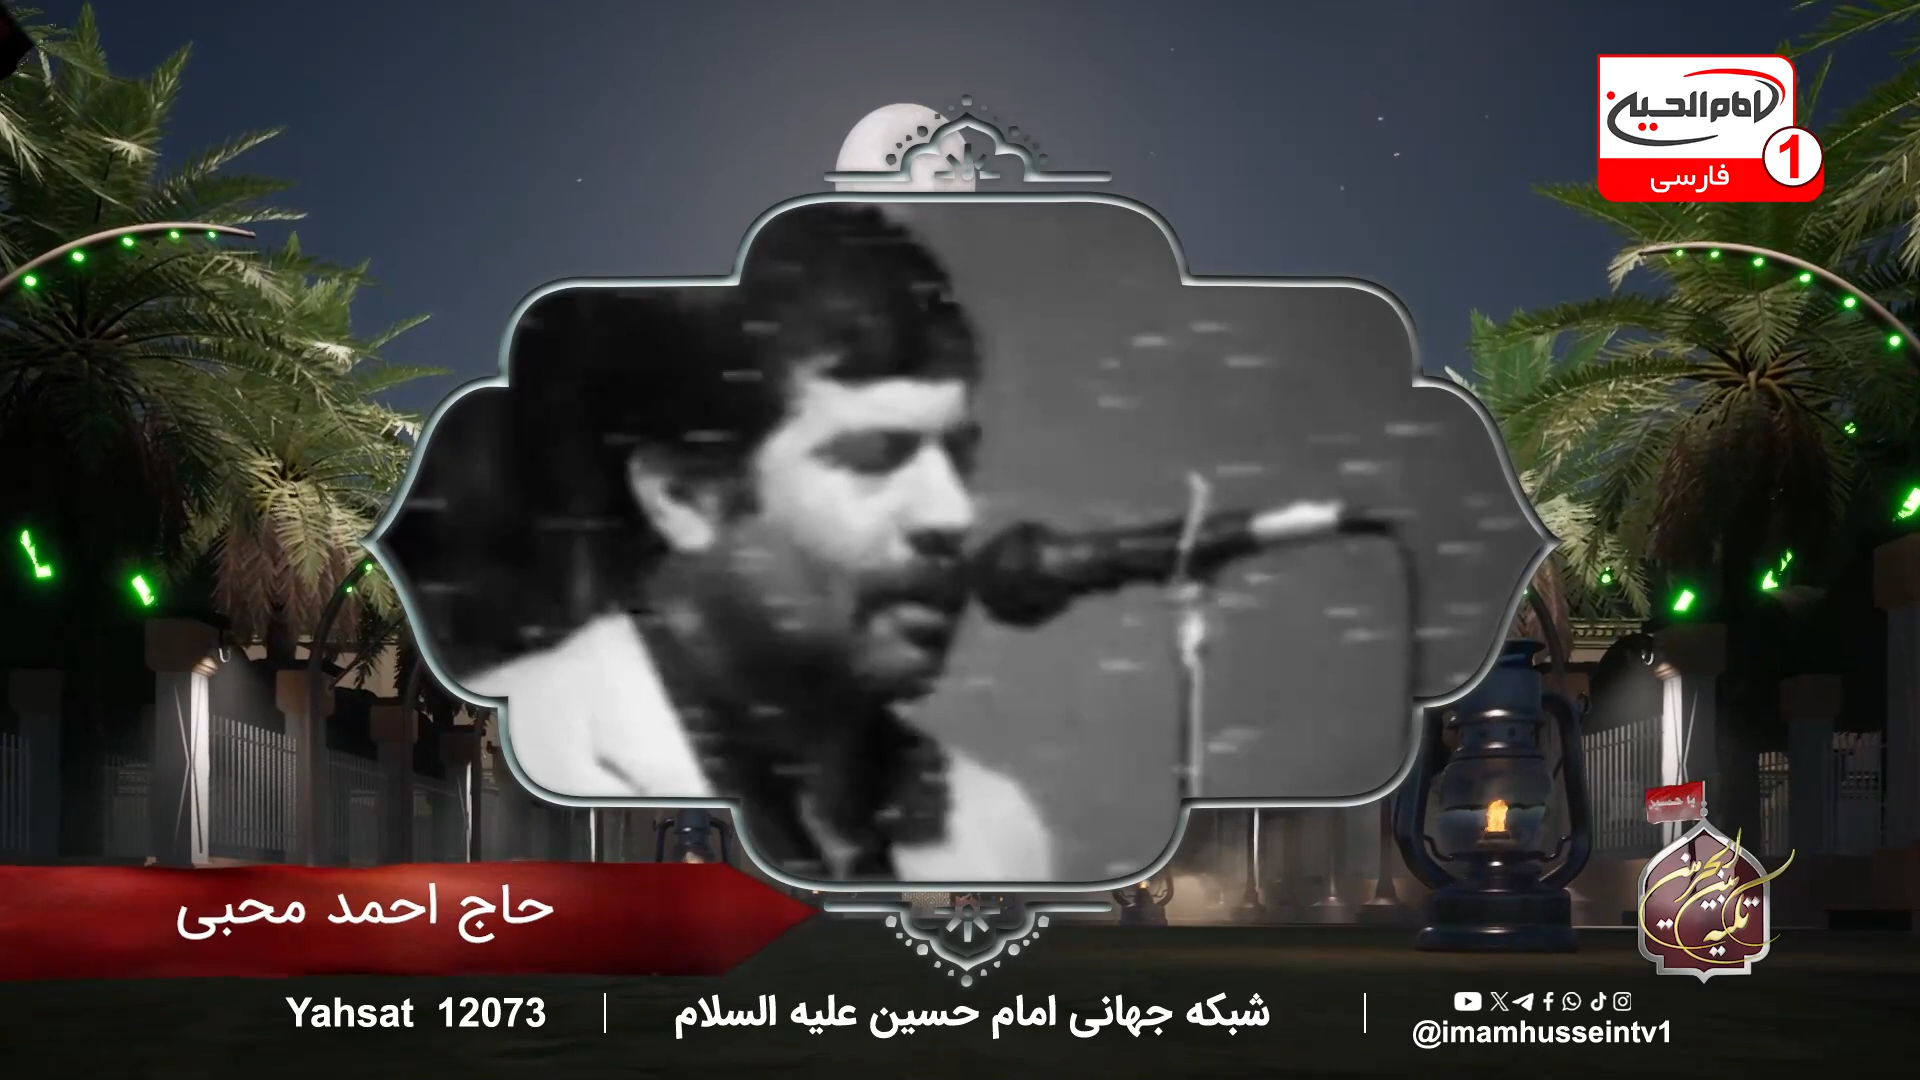 امام الحسین
1
فارسی
یا حسین
تکیه بین الحرمین
حاج احمد محبی
Yahsat 12073
شبکه جهانی امام حسین علیه السلام
@imamhusseintv1